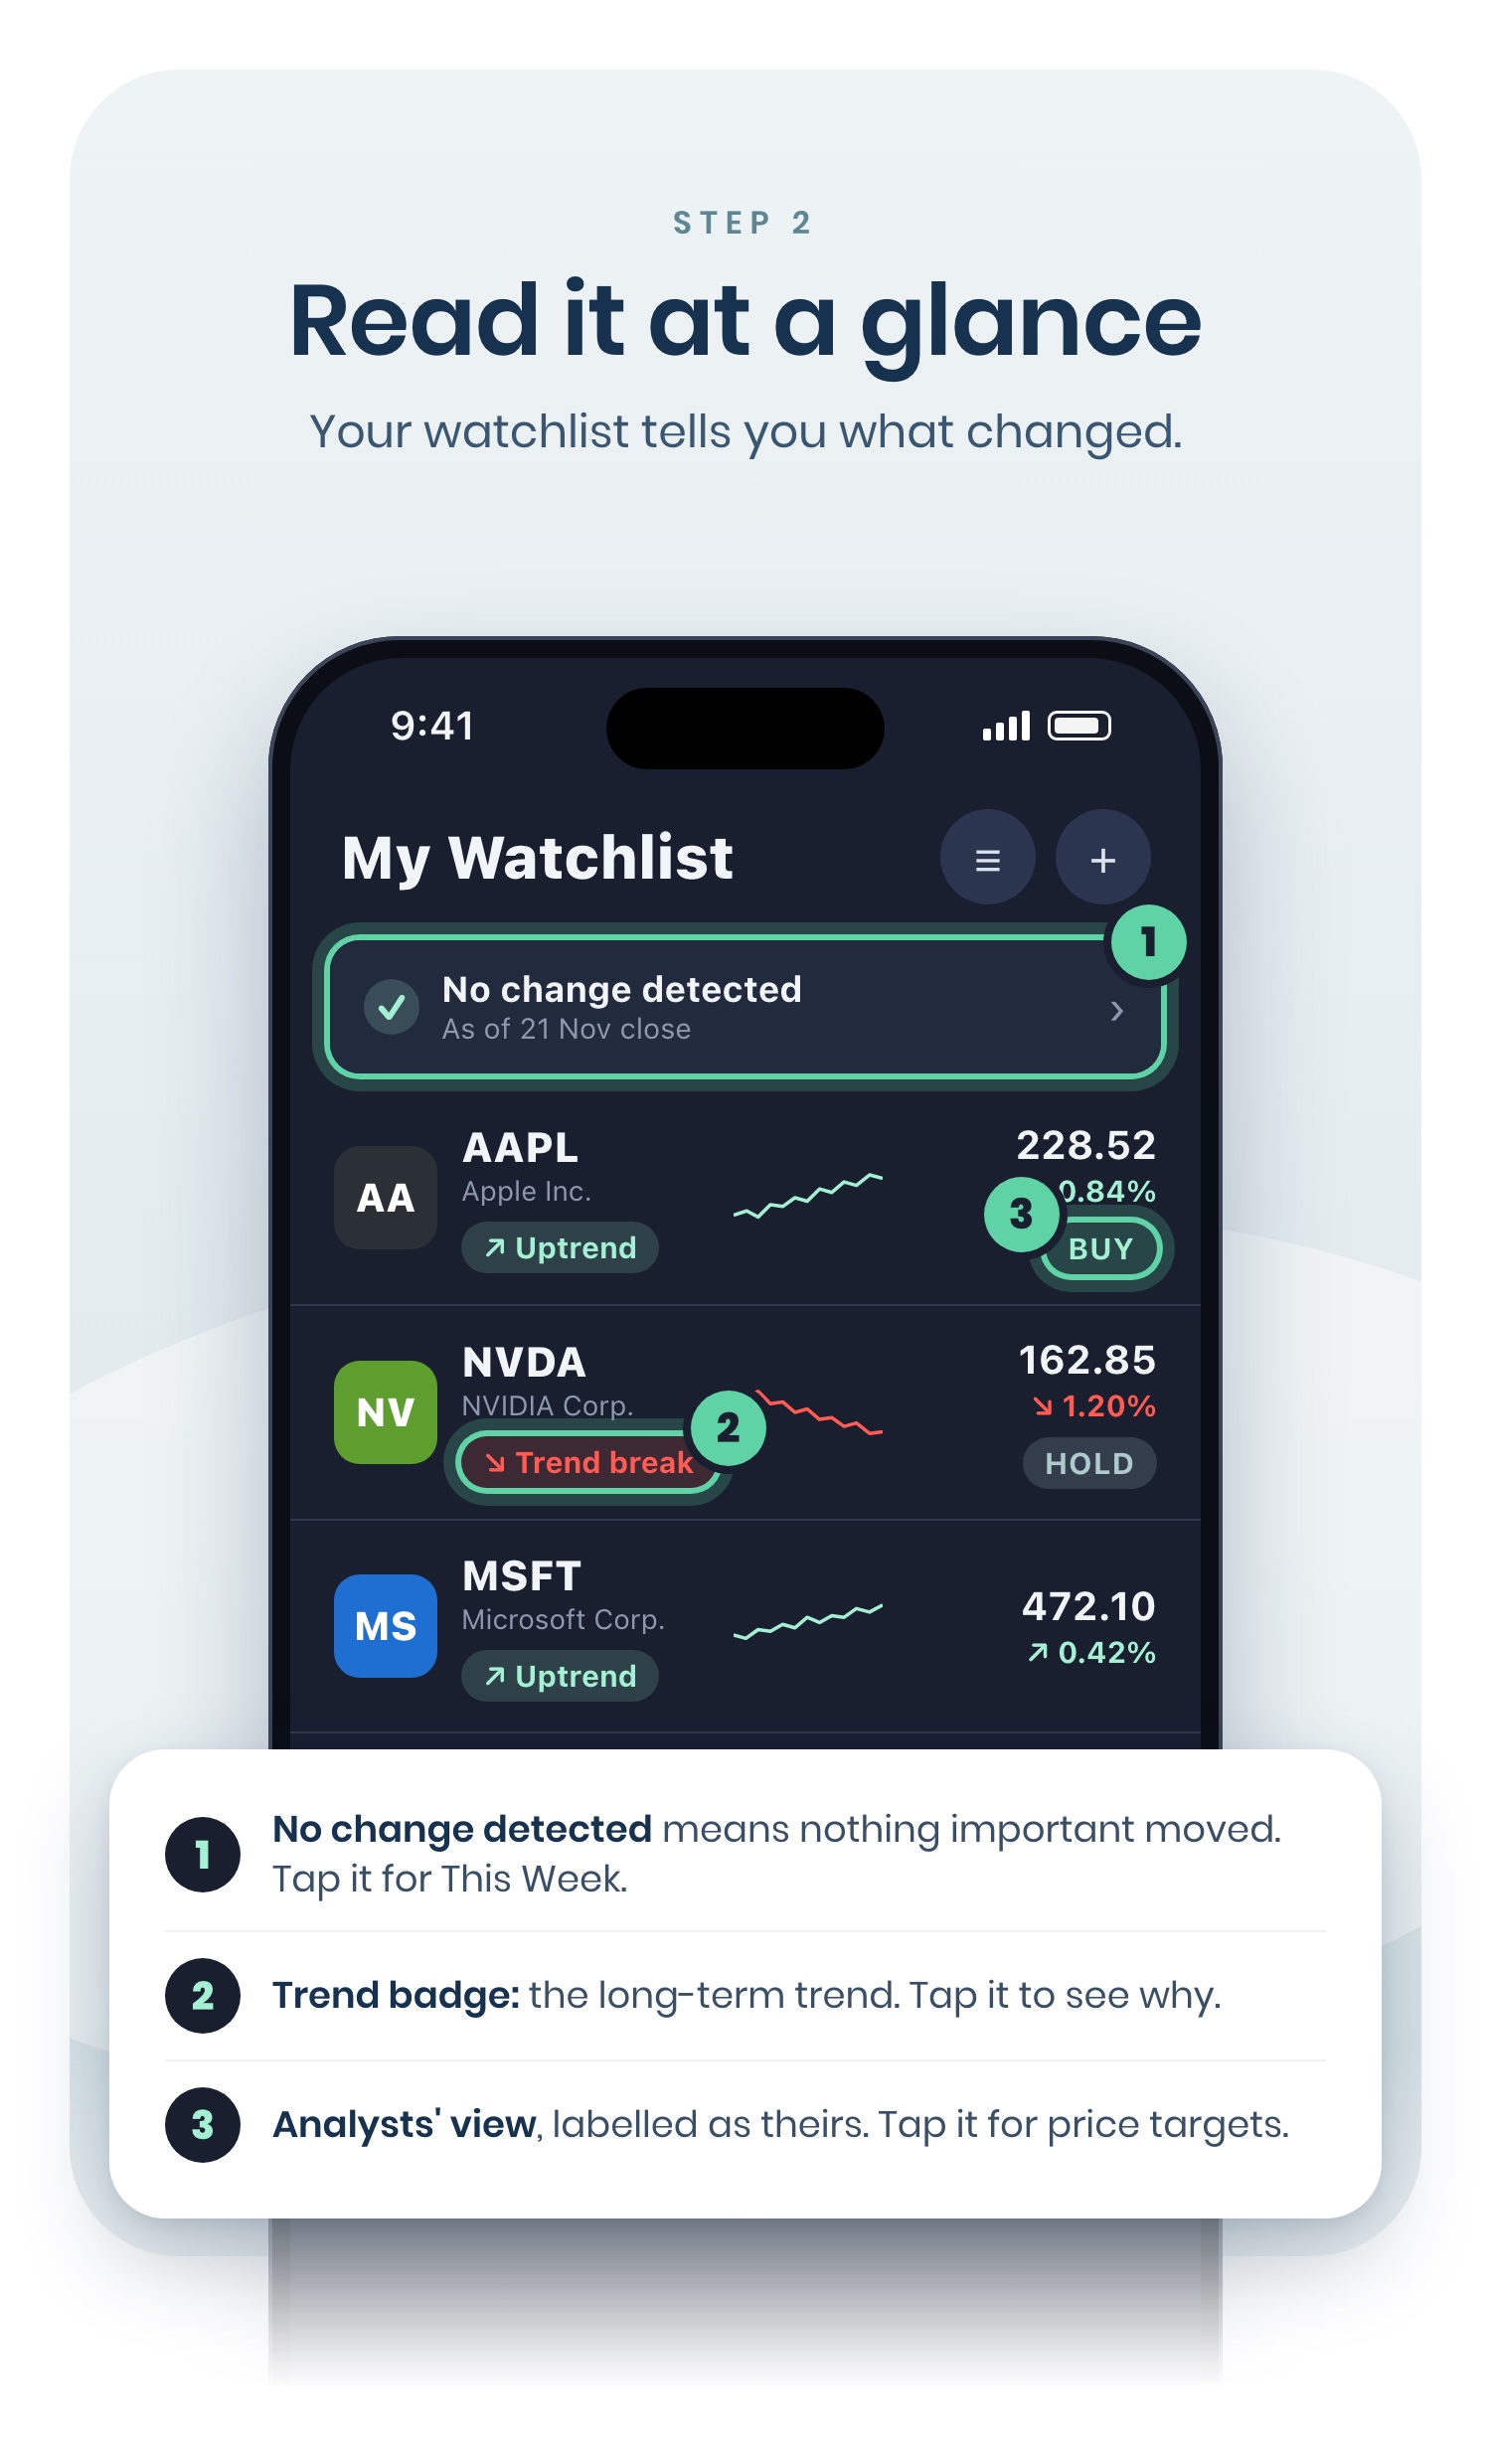 STEP 2
Read it at a glance
Your watchlist tells you what changed.
9:41
My Watchlist
≡ +
1
No change detected
As of 21 Nov close
›
AA
AAPL
Apple Inc.
↗ Uptrend
228.52
0.84%
3
BUY
NV
NVDA
NVIDIA Corp.
↘ Trend break
2
162.85
↘ 1.20%
HOLD
MS
MSFT
Microsoft Corp.
↗ Uptrend
472.10
↗ 0.42%
1 No change detected means nothing important moved.
Tap it for This Week.
2 Trend badge: the long-term trend. Tap it to see why.
3 Analysts' view, labelled as theirs. Tap it for price targets.